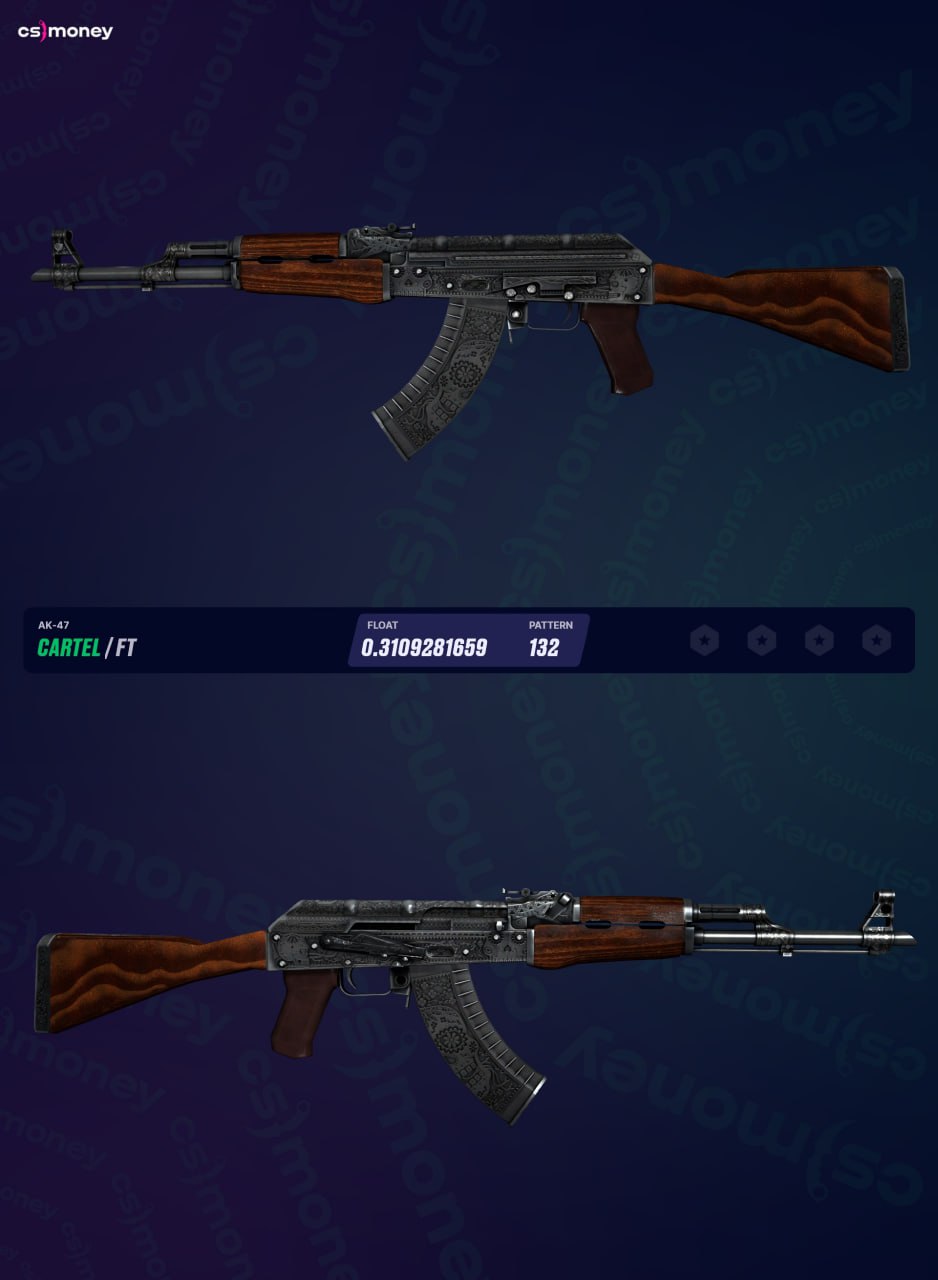 cs)money
AK-47
CARTEL / FT
FLOAT
0.3109281659
PATTERN
132